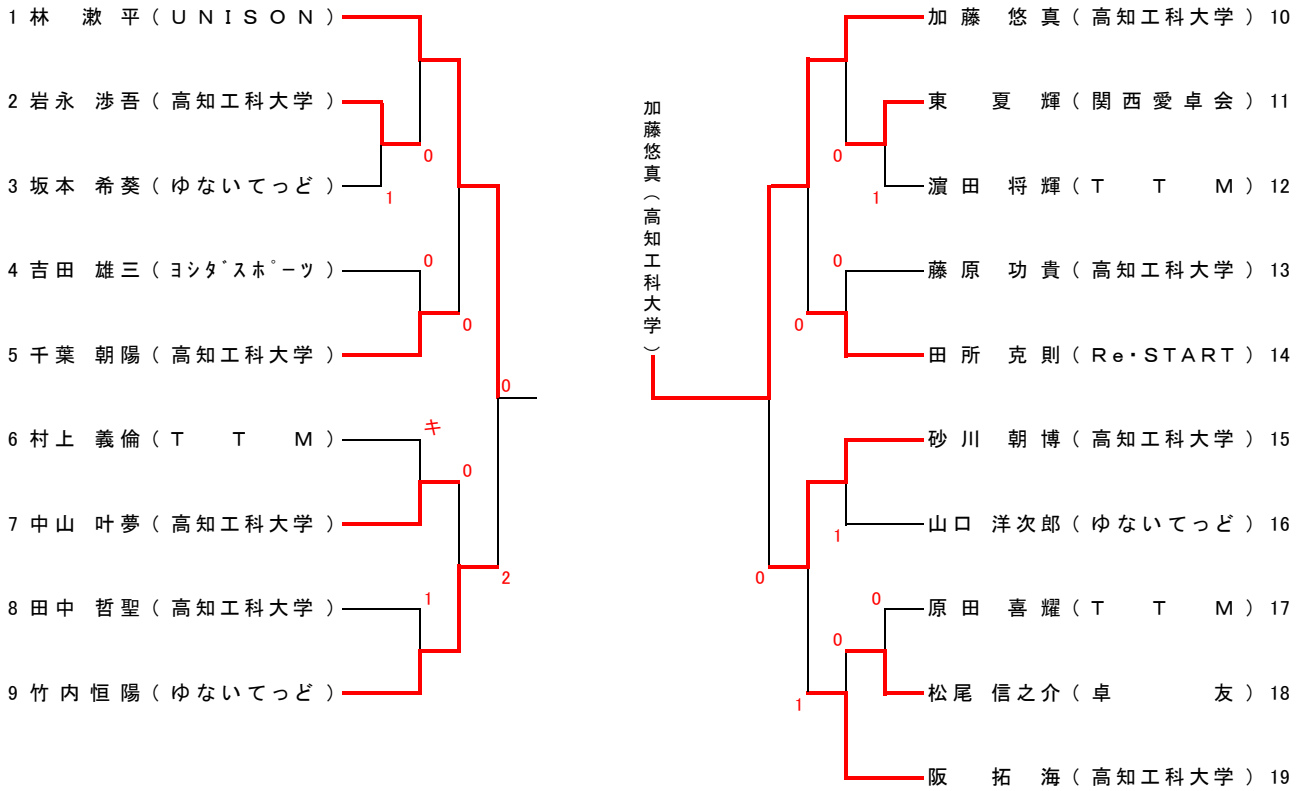 1 林 漱平(UNISON)
2 岩永 渉吾(高知工科大学)
0
3 坂本 希葵(ゆないてっど)
1
4 吉田 雄三(ヨシダスポーツ)
0
0
5 千葉 朝陽(高知工科大学)
0
6 村上 義倫(T T M)
キ
0
7 中山 叶夢(高知工科大学)
2
8 田中 哲聖(高知工科大学)
1
9 竹内恒陽(ゆないてっど)
加藤悠真(高知工科大学)
加藤 悠真(高知工科大学) 10
東 夏輝(関西愛卓会) 11
0
濵田 将輝(T T M) 12
1
藤原 功貴(高知工科大学) 13
0
0
田所 克則(Re・START) 14
砂川 朝博(高知工科大学) 15
山口 洋次郎(ゆないてっど) 16
1
0
原田 喜耀(T T M) 17
0
0
松尾 信之介(卓 友) 18
1
阪 拓海(高知工科大学) 19